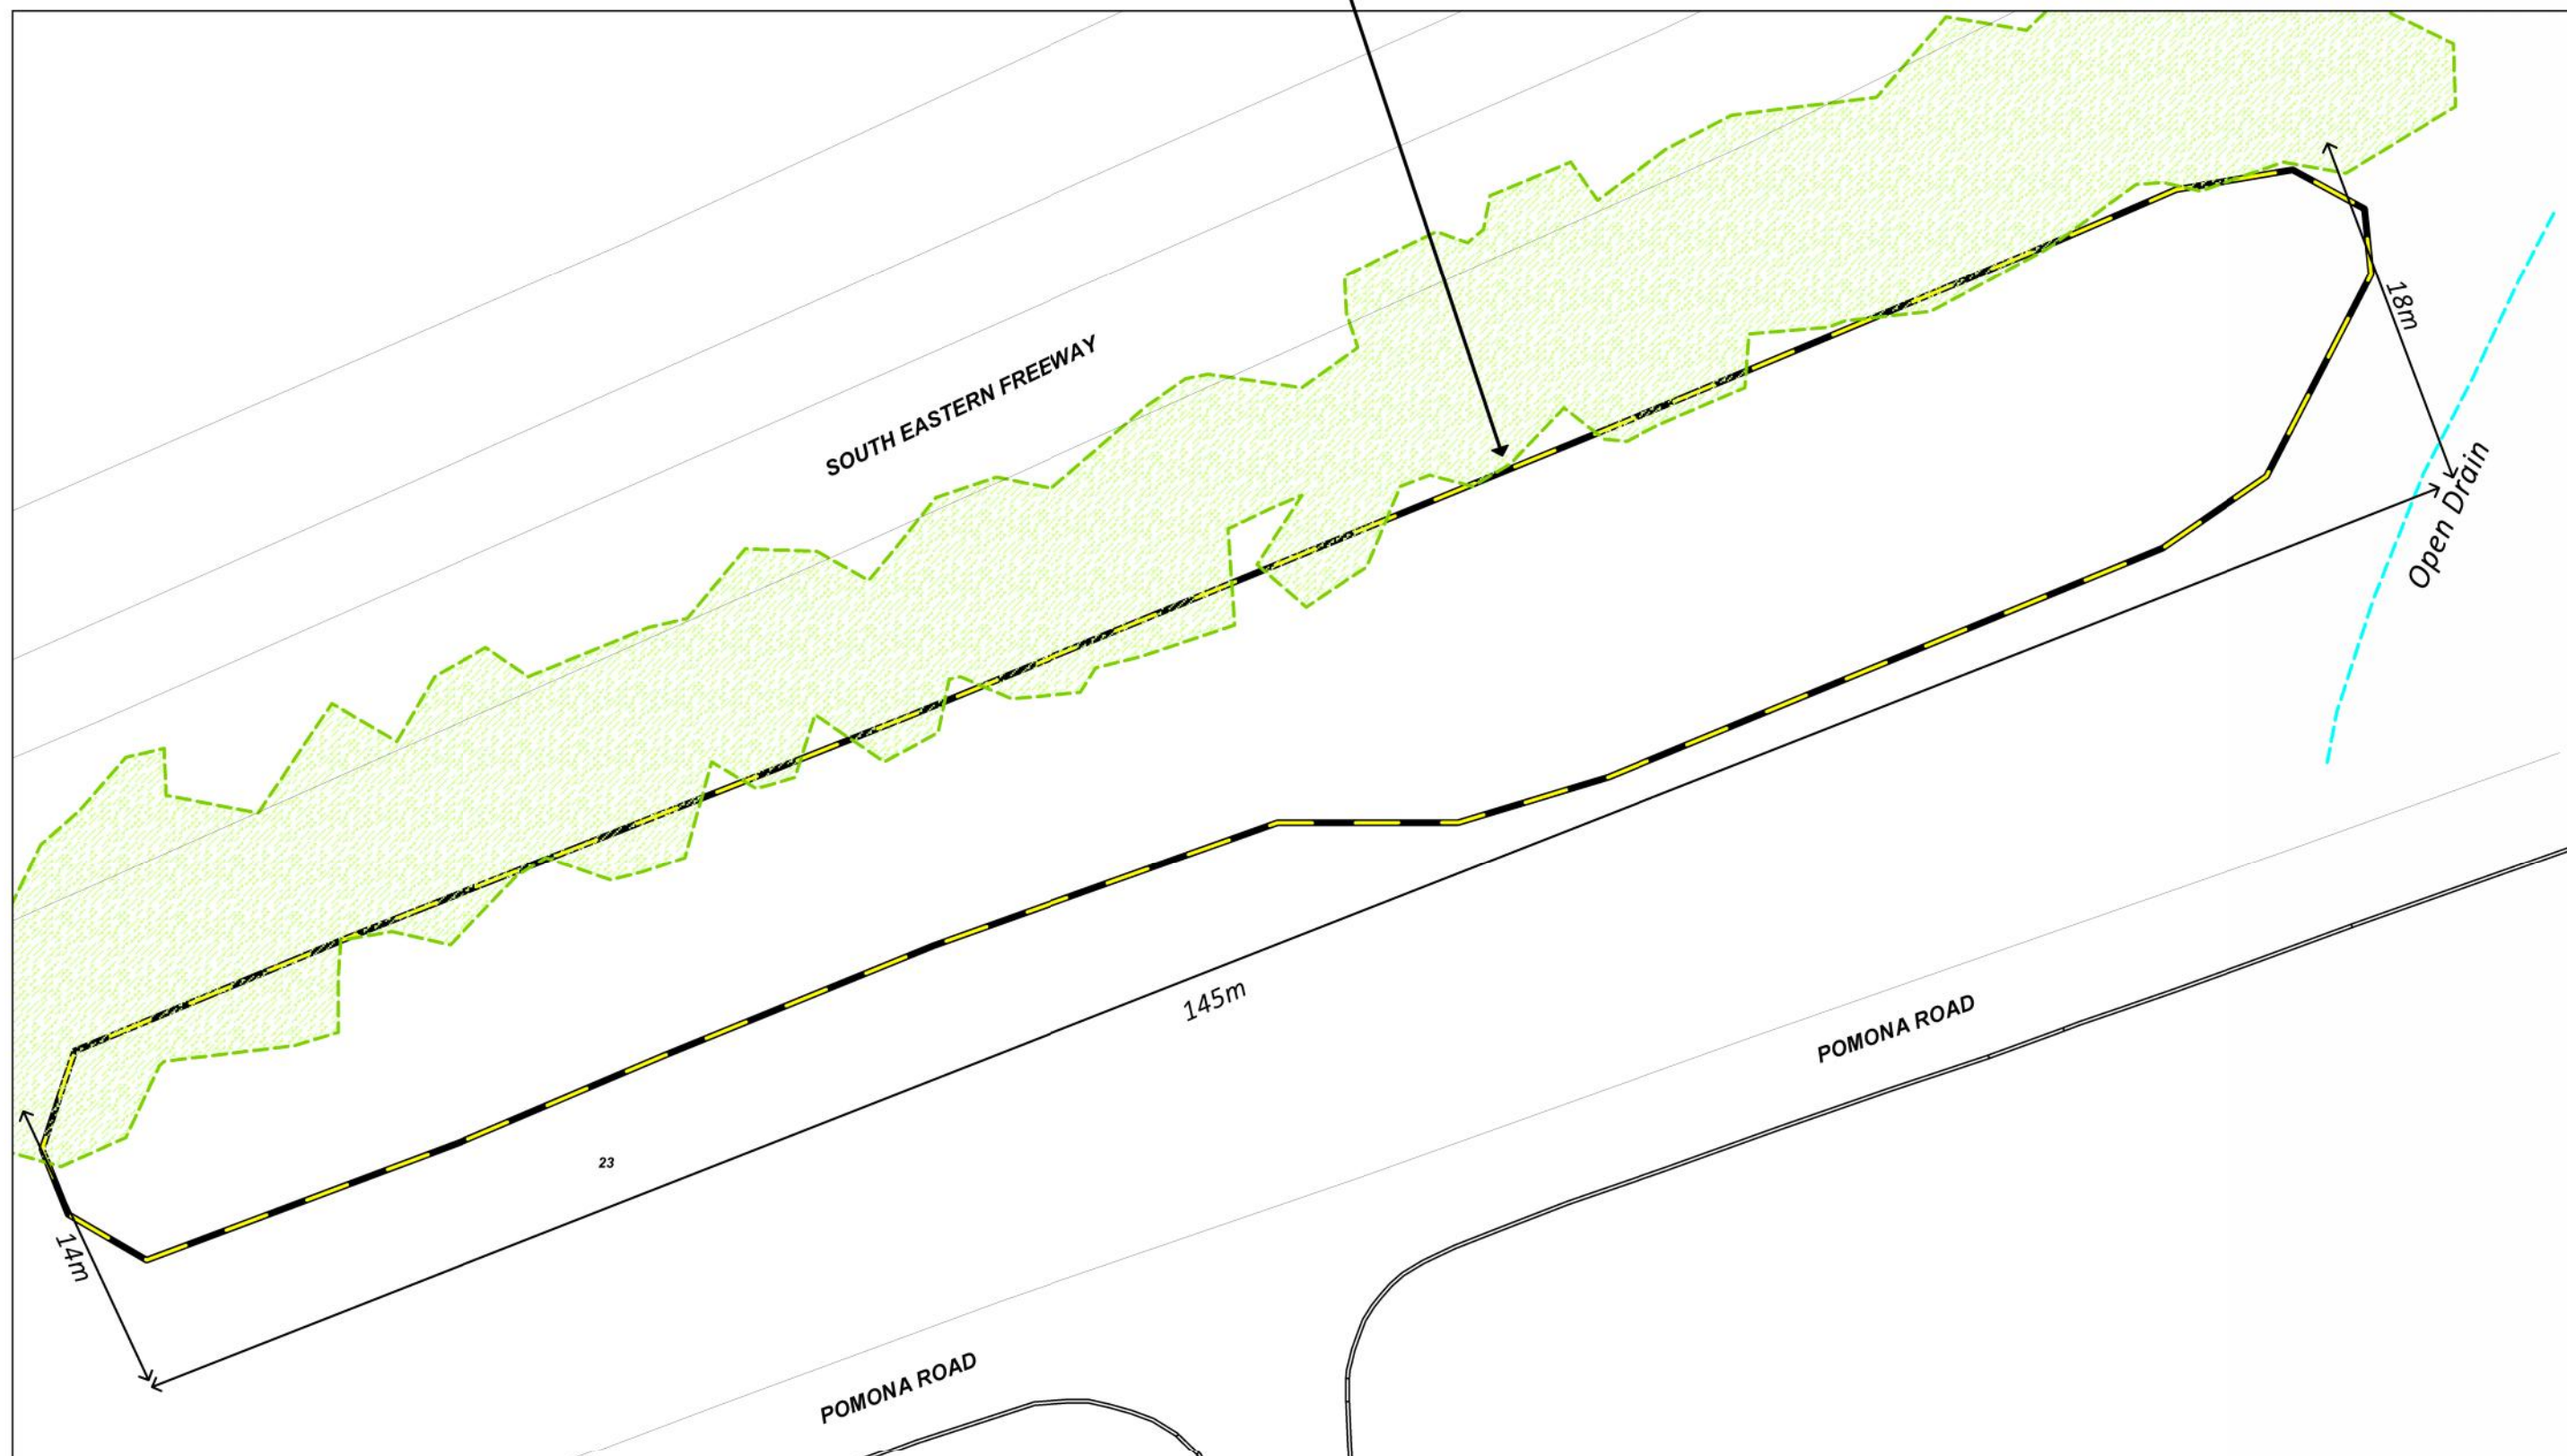 SOUTH EASTERN FREEWAY
18m
Open Drain
145m
POMONA ROAD
23
14m
POMONA ROAD